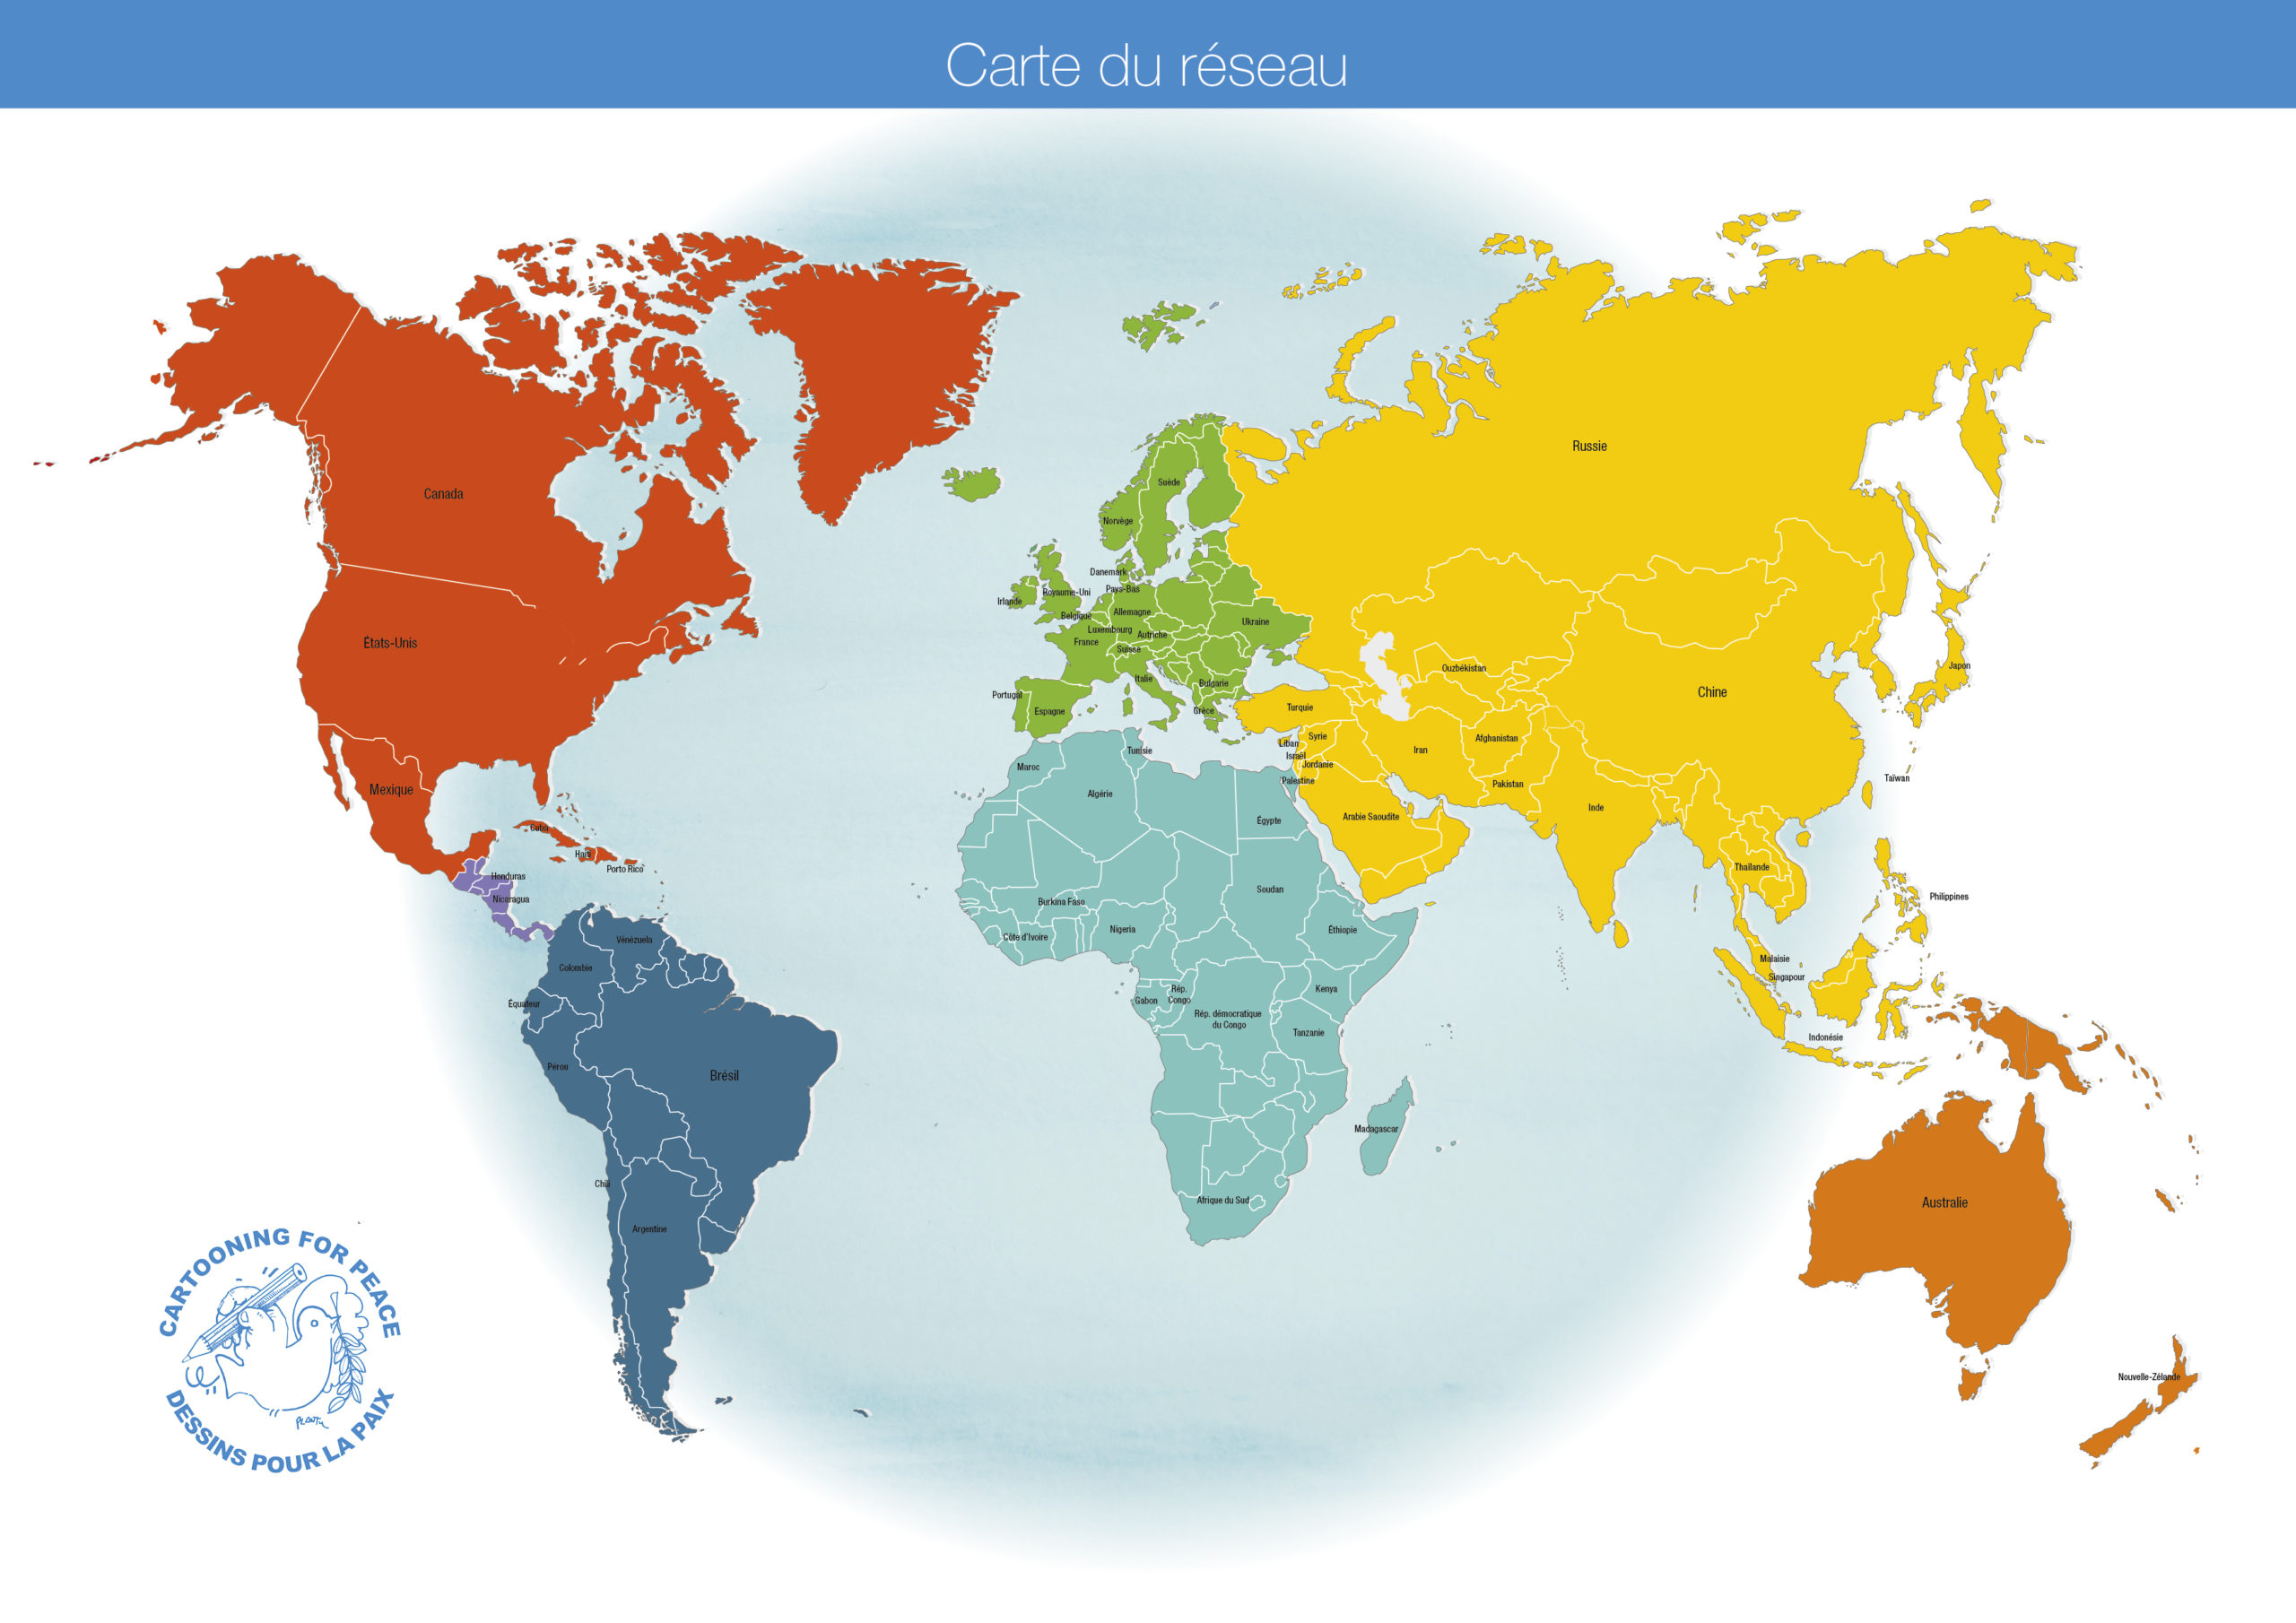 Carte du réseau
Russie
Canada
Suède
Norvège
Danemark
Pays-Bas
Royaume-Uni
Irlande
Belgique
Allemagne
Ukraine
Luxembourg
Autriche
France
Suisse
États-Unis
Ouzbékistan
Japon
Italie
Bulgarie
Chine
Portugal
Espagne
Grèce
Turquie
Syrie
Afghanistan
Liban
Iran
Tunisie
Israël
Jordanie
Maroc
Taïwan
Palestine
Pakistan
Mexique
Algérie
Inde
Arabie Saoudite
Égypte
Cuba
Haïti
Porto Rico
Thaïlande
Honduras
Soudan
Nicaragua
Burkina Faso
Philippines
Nigeria
Éthiopie
Côte d'Ivoire
Vénézuela
Malaisie
Colombie
Singapour
Équateur
Gabon
Rép.
Congo
Kenya
Rép. démocratique
du Congo
Tanzanie
Indonésie
Pérou
Brésil
Madagascar
Chili
Afrique du Sud
Australie
Argentine
Nouvelle-Zélande
CARTOONING FOR PEACE
PLANTU
DESSINS POUR LA PAIX